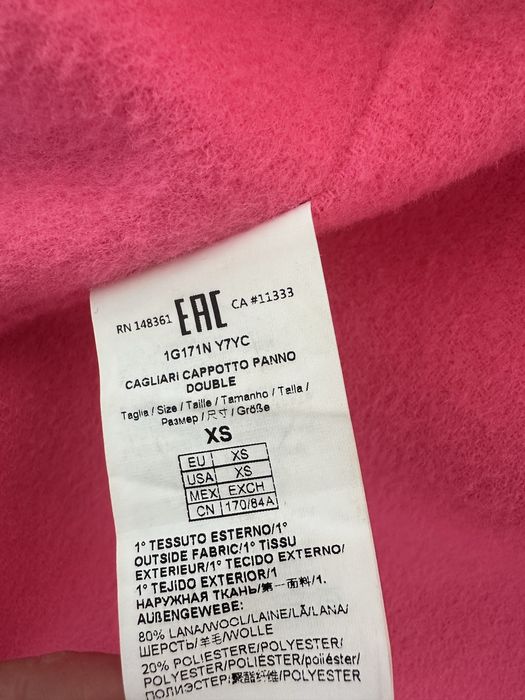 RN 148361 EAC CA #11333
1G171N Y7YC
CAGLIARI CAPPOTTO PANNO
DOUBLE
Taglia / Size / Taille / Tamanho / Talla /
Размер / 尺寸 / Größe
XS
EU XS
USA XS
MEX EXCH
CN 170/84A
1° TESSUTO ESTERNO/1°
OUTSIDE FABRIC/1° TISSU
EXTERIEUR/1° TECIDO EXTERNO/
1° TEJIDO EXTERIOR/1
НАРУЖНАЯ ТКАНЬ/第一面料/1.
AUßENGEWEBE:
80% LANA/WOOL/LAINE/LÃ/LANA/
ШЕРСТЬ/羊毛/WOLLE
20% POLIESTERE/POLYESTER/
POLYESTER/POLIÉSTER/poliéster/
ПОЛИЭСТЕР/聚酯纤维/POLYESTER